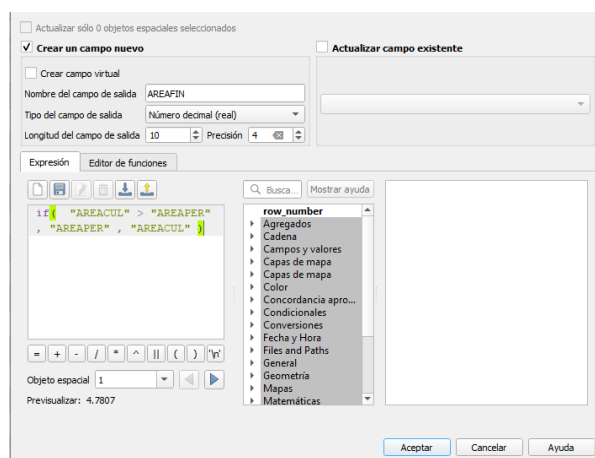 Actualizar sólo 0 objetos espaciales seleccionados
Crear un campo nuevo
Actualizar campo existente
Crear campo virtual
Nombre del campo de salida AREAFIN
Tipo del campo de salida Número decimal (real)
Longitud del campo de salida 10 Precisión 4
Expresión Editor de funciones
Busca... Mostrar ayuda
if( "AREACUL" > "AREAPER"
, "AREAPER" , "AREACUL" )
row_number
Agregados
Cadena
Campos y valores
Capas de mapa
Capas de mapa
Color
Concordancia apro...
Condicionales
Conversiones
Fecha y Hora
Files and Paths
General
Geometría
Mapas
Matemáticas
= + - / * ^ || ( ) '\n'
Objeto espacial 1
Previsualizar: 4.7807
Aceptar Cancelar Ayuda